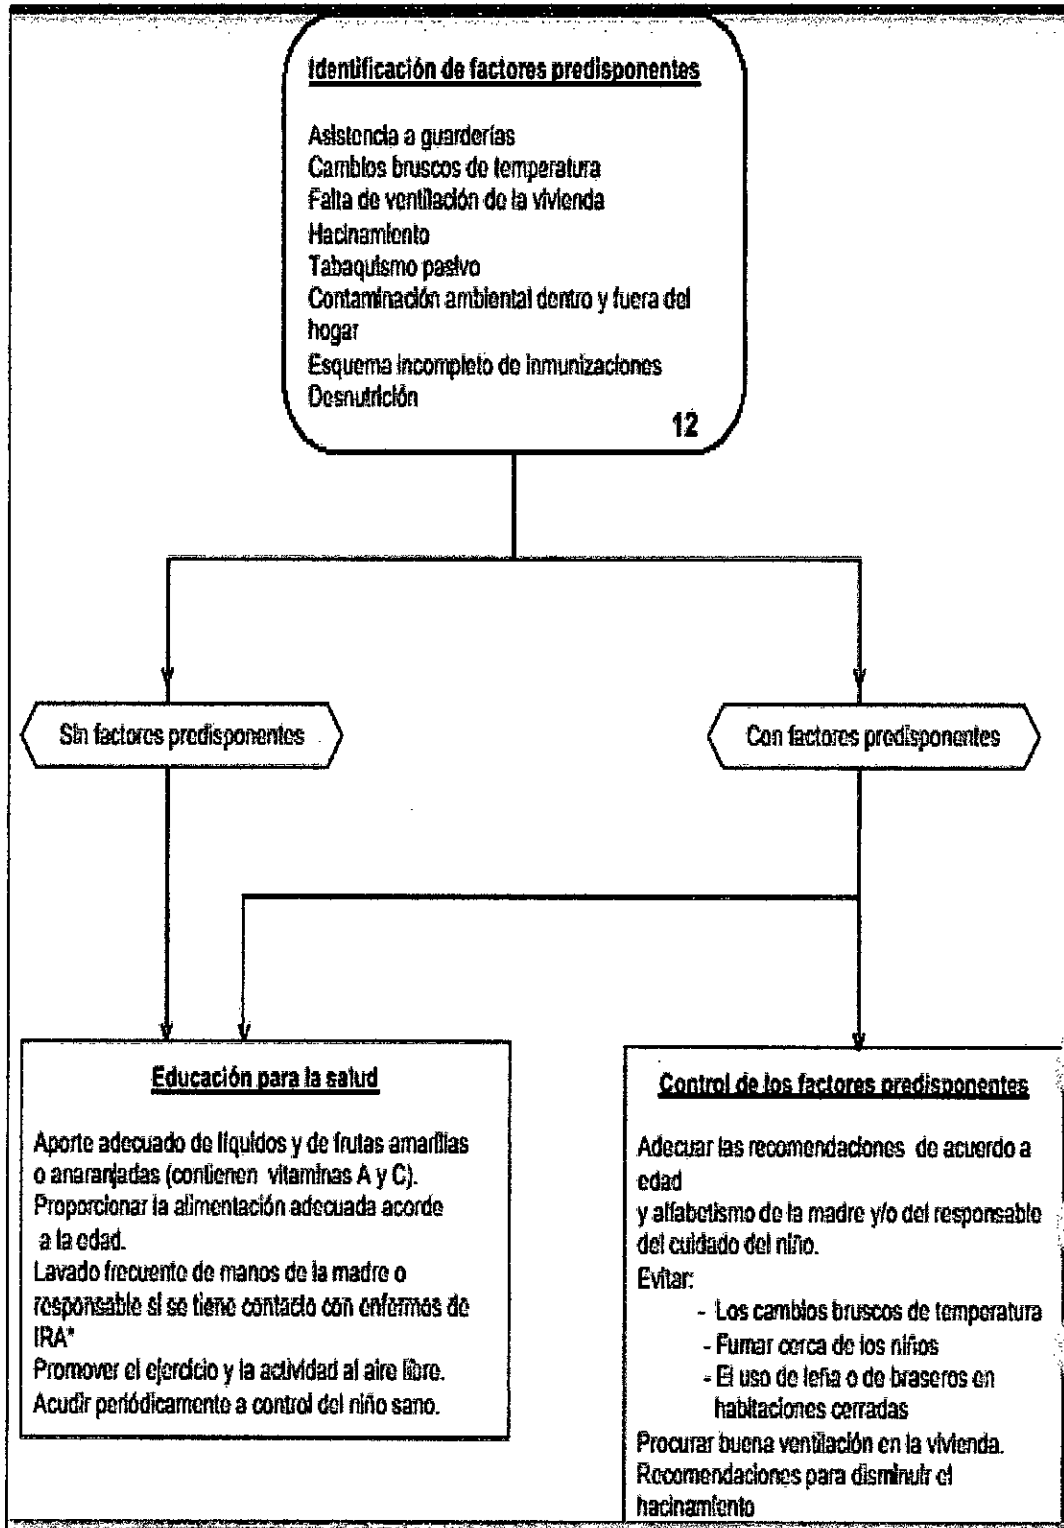 Identificación de factores predisponentes
Asistencia a guarderías
Cambios bruscos de temperatura
Falta de ventilación de la vivienda
Hacinamiento
Tabaquismo pasivo
Contaminación ambiental dentro y fuera del
hogar
Esquema incompleto de inmunizaciones
Desnutrición
12
Sin factores predisponentes
Con factores predisponentes
Educación para la salud
Aporte adecuado de líquidos y de frutas amarillas
o anaranjadas (contienen vitaminas A y C).
Proporcionar la alimentación adecuada acorde
a la edad.
Lavado frecuente de manos de la madre o
responsable si se tiene contacto con enfermos de
IRA*
Promover el ejercicio y la actividad al aire libre.
Acudir periódicamente a control del niño sano.
Control de los factores predisponentes
Adecuar las recomendaciones de acuerdo a
edad
y alfabetismo de la madre y/o del responsable
del cuidado del niño.
Evitar:
- Los cambios bruscos de temperatura
- Fumar cerca de los niños
- El uso de leña o de braseros en
habitaciones cerradas
Procurar buena ventilación en la vivienda.
Recomendaciones para disminuir el
hacinamiento